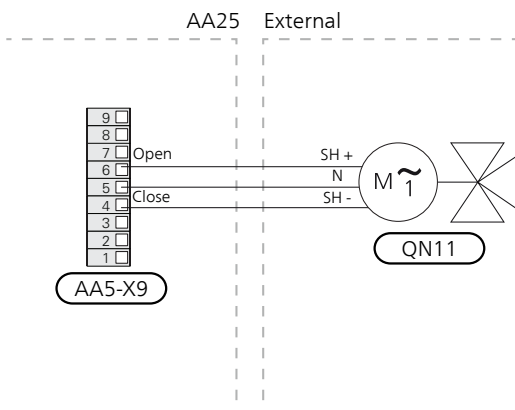 AA25 External
9
8
7
6
5
4
3
2
1
Open
Close
SH +
N
SH -
M ~ 1
QN11
AA5-X9